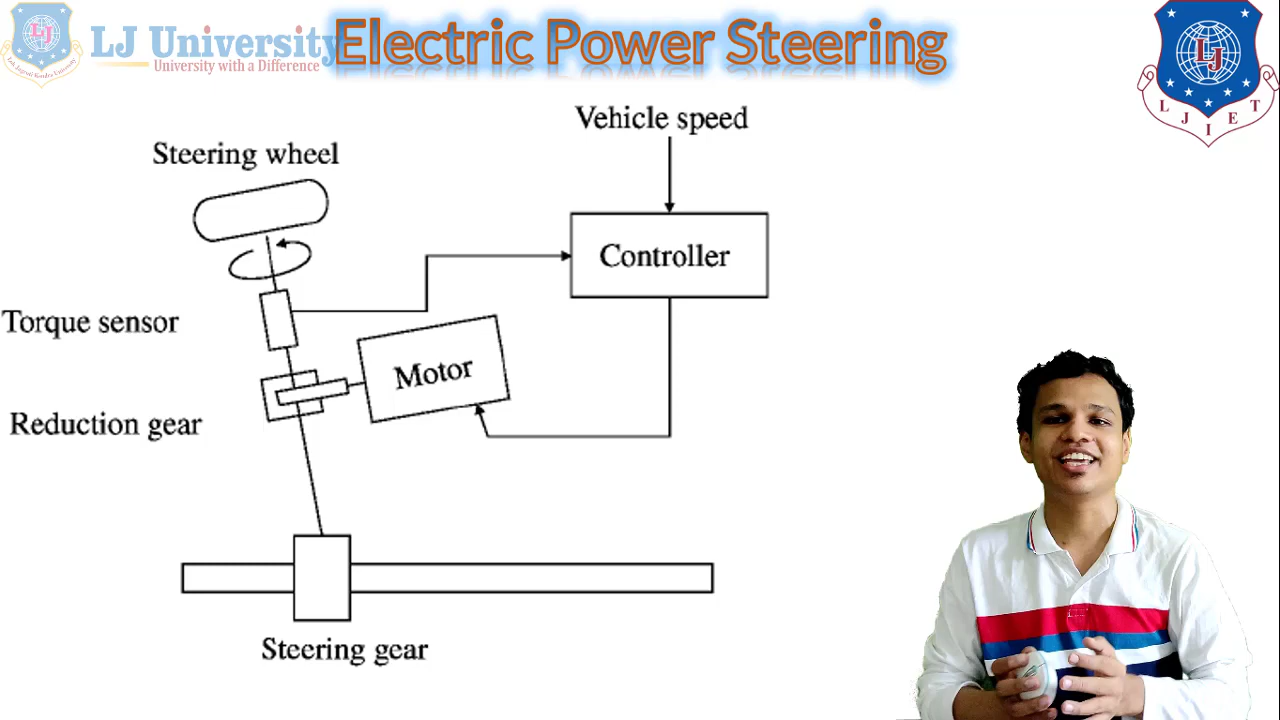 LJ University
University with a Difference
Electric Power Steering
LJ
L J I E T
Vehicle speed
Steering wheel
Controller
Torque sensor
Motor
Reduction gear
Steering gear